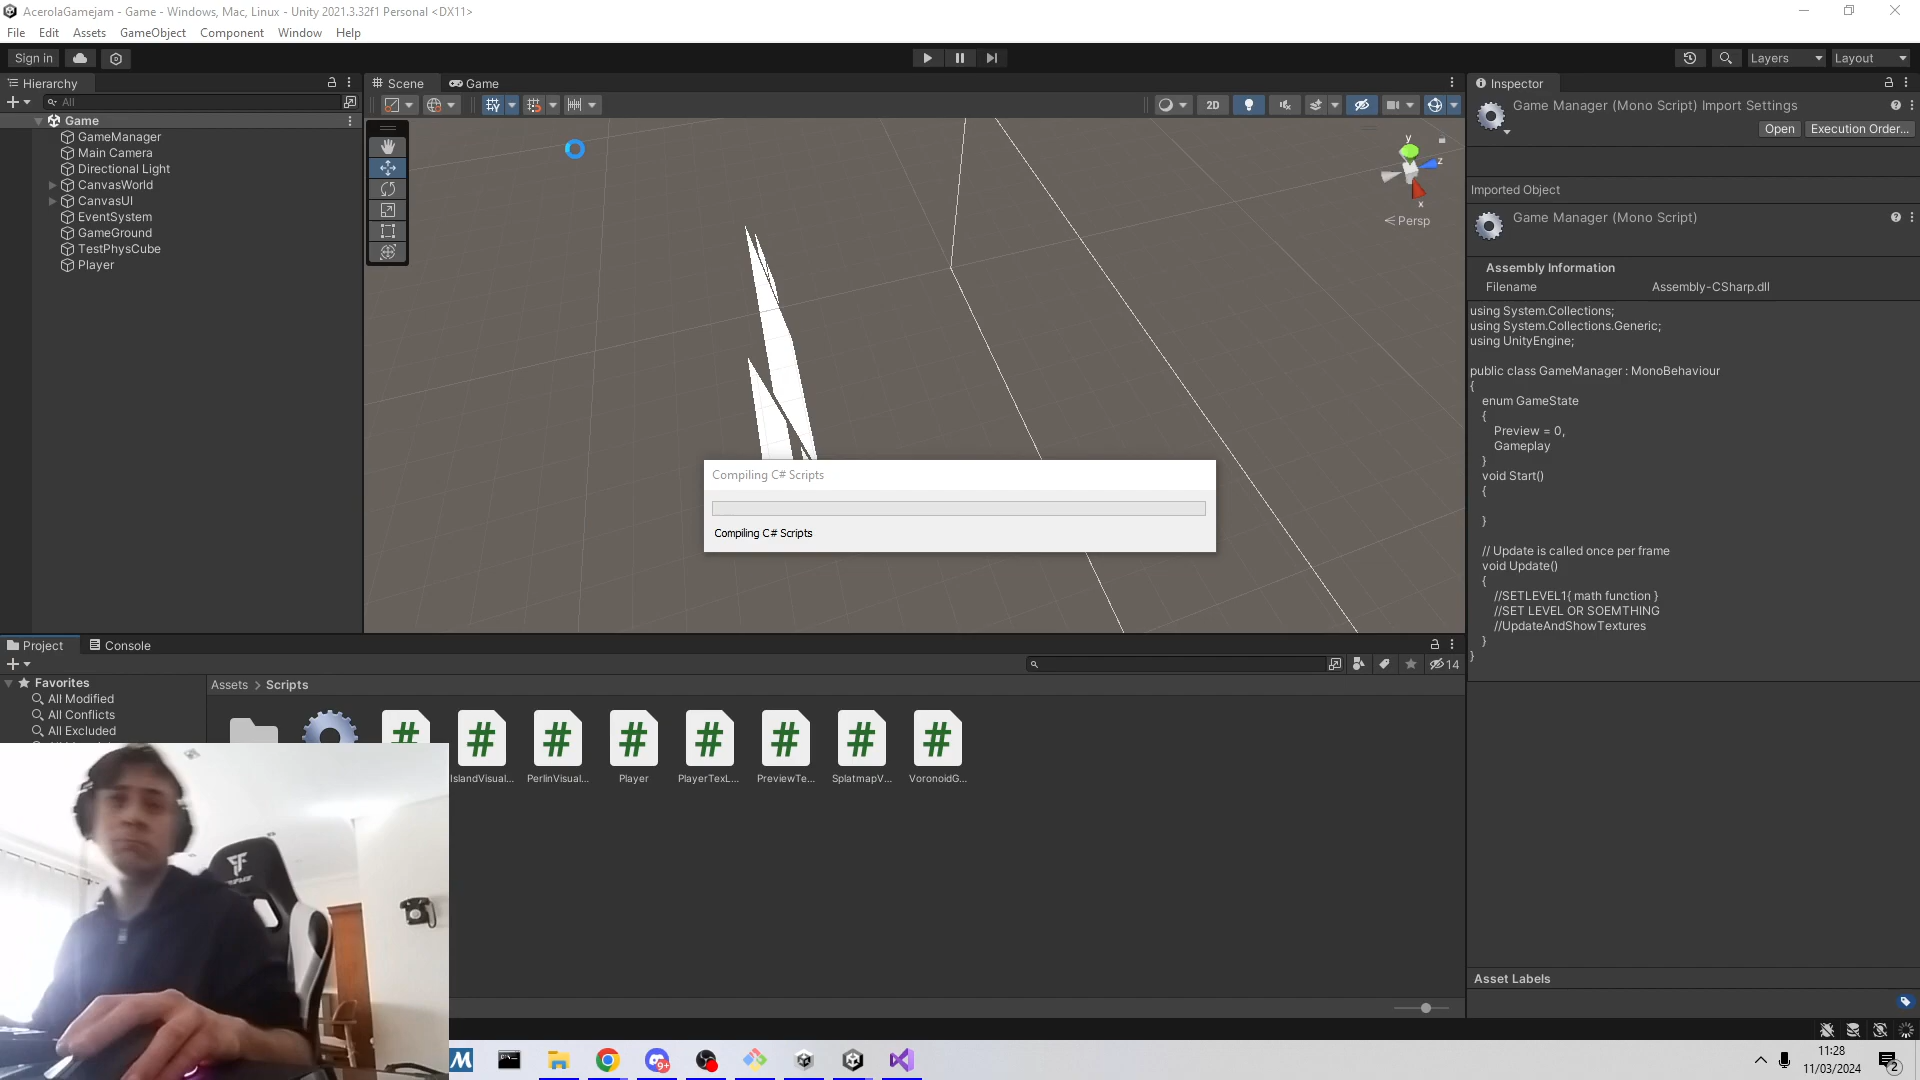 AcerolaGamejam - Game - Windows, Mac, Linux - Unity 2021.3.32f1 Personal <DX11>
File Edit Assets GameObject Component Window Help
Sign in
Layers
Layout
Hierarchy
All
Game
GameManager
Main Camera
Directional Light
CanvasWorld
CanvasUI
EventSystem
GameGround
TestPhysCube
Player
Scene
Game
2D
y
z
x
Persp
Compiling C# Scripts
Compiling C# Scripts
Inspector
Game Manager (Mono Script) Import Settings
Open
Execution Order...
Imported Object
Game Manager (Mono Script)
Assembly Information
Filename Assembly-CSharp.dll
using System.Collections;
using System.Collections.Generic;
using UnityEngine;
public class GameManager : MonoBehaviour
{
enum GameState
{
Preview = 0,
Gameplay
}
void Start()
{
}
// Update is called once per frame
void Update()
{
//SETLEVEL1{ math function }
//SET LEVEL OR SOEMTHING
//UpdateAndShowTextures
}
}
Asset Labels
Project
Console
14
Favorites
All Modified
All Conflicts
All Excluded
Assets > Scripts
IslandVisual...
PerlinVisual...
Player
PlayerTexL...
PreviewTe...
SplatmapV...
VoronoidG...
9+
11:28
11/03/2024
2